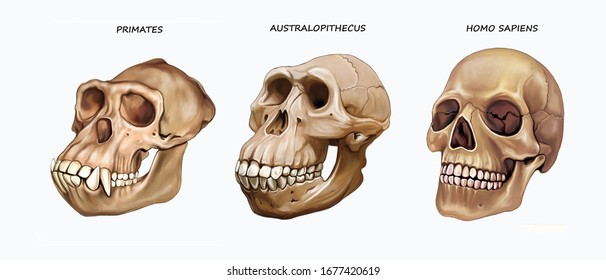 PRIMATES
AUSTRALOPITHECUS
HOMO SAPIENS
shutterstock.com · 1677420619